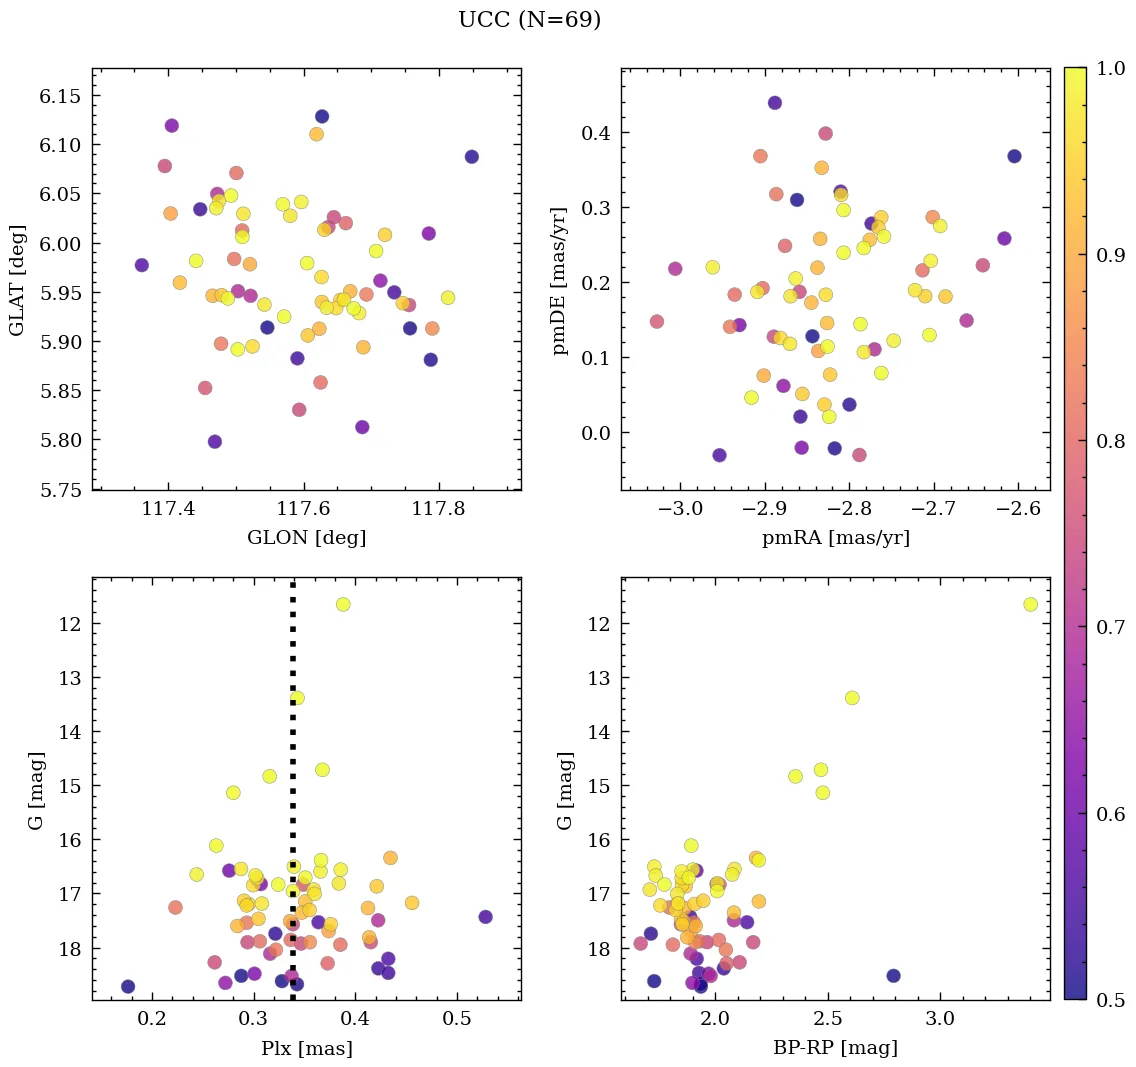 UCC (N=69)
6.15
6.10
6.05
6.00
5.95
5.90
5.85
5.80
5.75
GLAT [deg]
117.4 117.6 117.8
GLON [deg]
0.4
0.3
0.2
0.1
0.0
pmDE [mas/yr]
−3.0 −2.9 −2.8 −2.7 −2.6
pmRA [mas/yr]
12
13
14
15
16
17
18
G [mag]
0.2 0.3 0.4 0.5
Plx [mas]
12
13
14
15
16
17
18
G [mag]
2.0 2.5 3.0
BP-RP [mag]
1.0
0.9
0.8
0.7
0.6
0.5